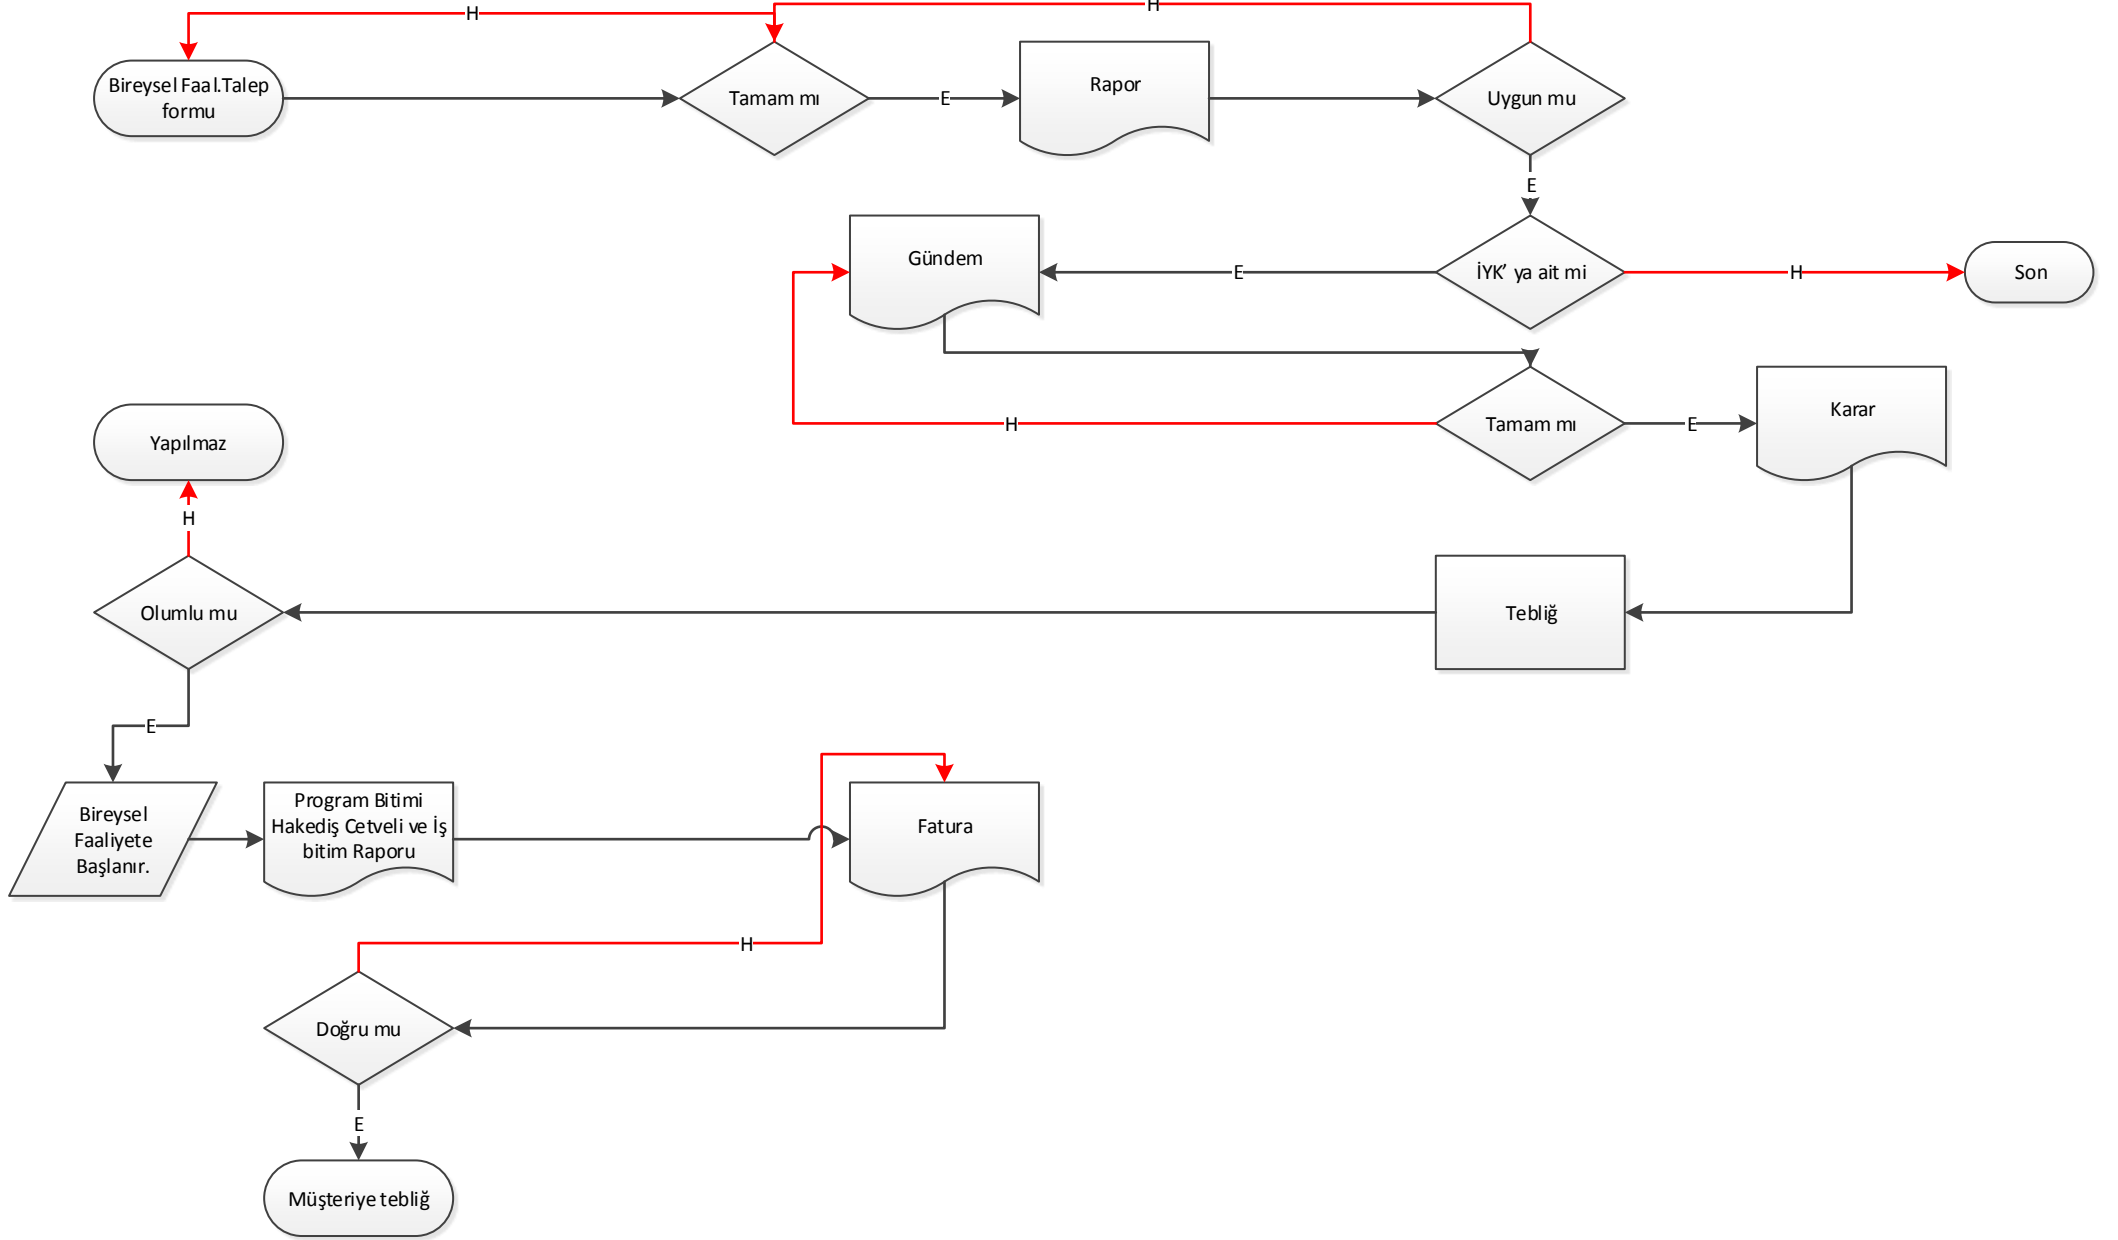 H
H
Bireysel Faal.Talep
formu
Tamam mı
E
Rapor
Uygun mu
E
Gündem
E
İYK’ ya ait mi
H
Son
H
Tamam mı
E
Karar
Yapılmaz
H
Olumlu mu
Tebliğ
E
Bireysel
Faaliyete
Başlanır.
Program Bitimi
Hakediş Cetveli ve İş
bitim Raporu
Fatura
H
Doğru mu
E
Müşteriye tebliğ